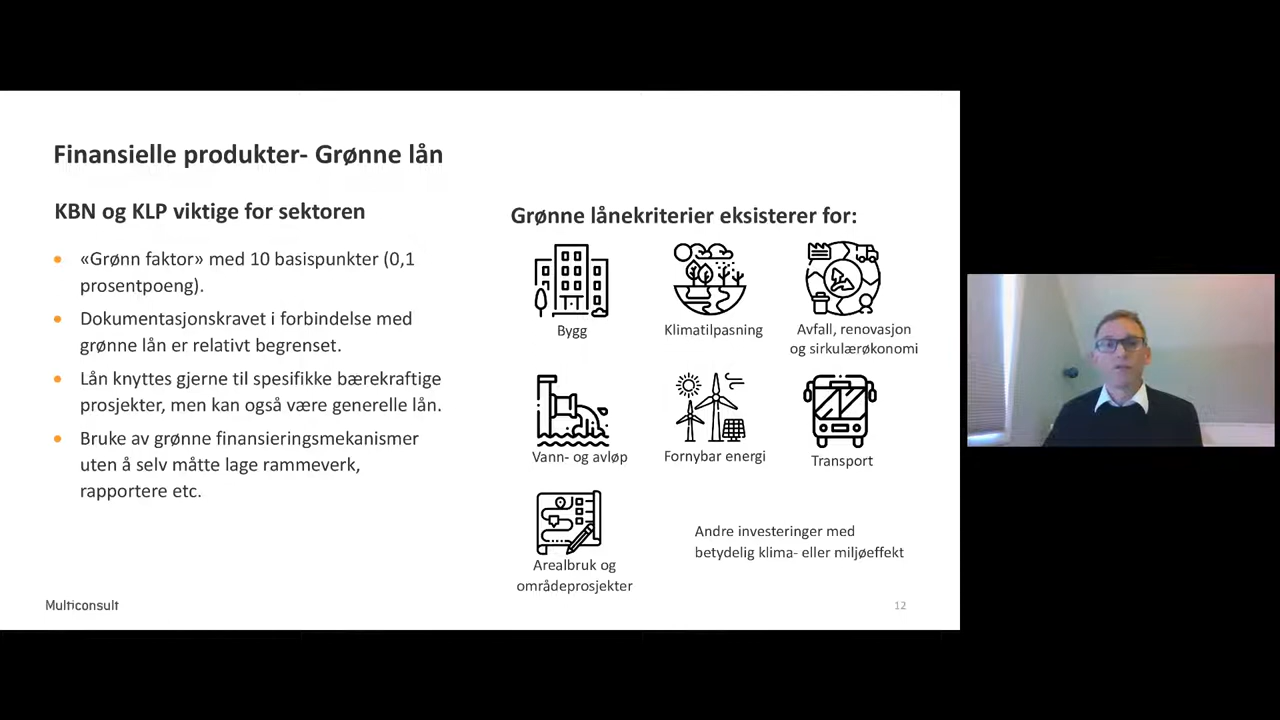 Finansielle produkter- Grønne lån
KBN og KLP viktige for sektoren
«Grønn faktor» med 10 basispunkter (0,1
prosentpoeng).
Dokumentasjonskravet i forbindelse med
grønne lån er relativt begrenset.
Lån knyttes gjerne til spesifikke bærekraftige
prosjekter, men kan også være generelle lån.
Bruke av grønne finansieringsmekanismer
uten å selv måtte lage rammeverk,
rapportere etc.
Grønne lånekriterier eksisterer for:
Bygg
Klimatilpasning
Avfall, renovasjon
og sirkulærøkonomi
Vann- og avløp
Fornybar energi
Transport
Arealbruk og
områdeprosjekter
Andre investeringer med
betydelig klima- eller miljøeffekt
Multiconsult
12